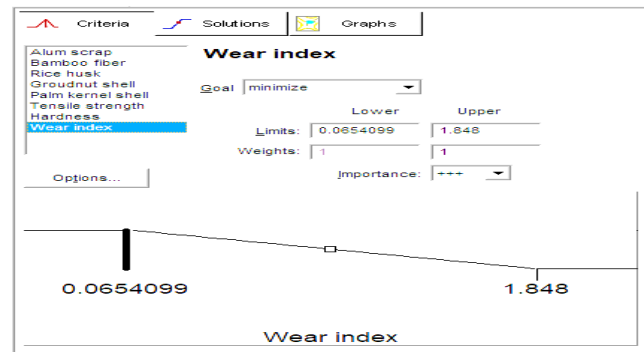 Criteria Solutions Graphs
Alum scrap
Bamboo fiber
Rice husk
Groudnut shell
Palm kernel shell
Tensile strength
Hardness
Wear index
Options...
Wear index
Goal minimize
Lower Upper
Limits: 0.0654099 1.848
Weights: 1 1
Importance: +++
0.0654099 1.848
Wear index